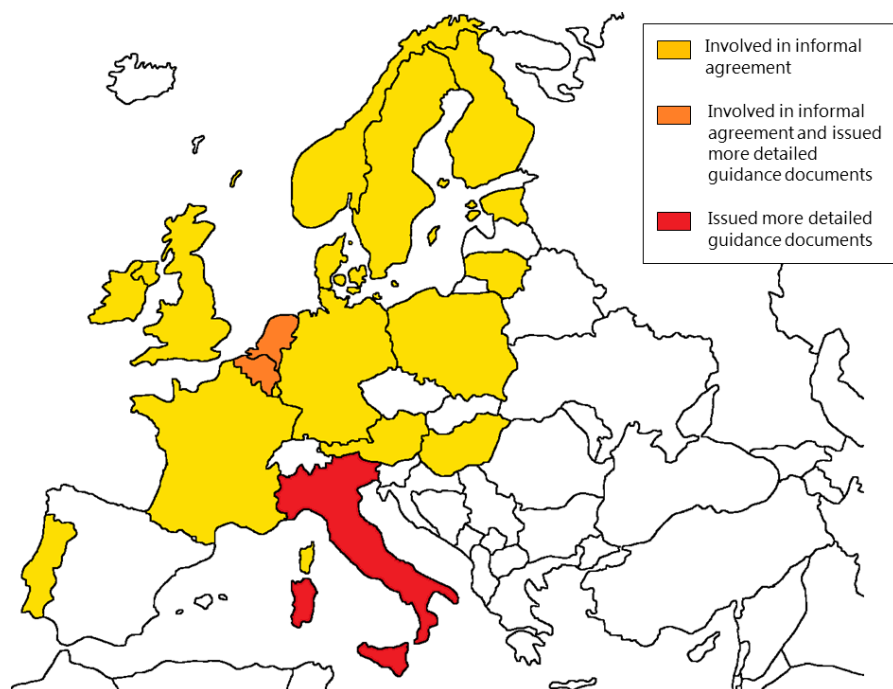 Involved in informal
agreement
Involved in informal
agreement and issued
more detailed
guidance documents
Issued more detailed
guidance documents